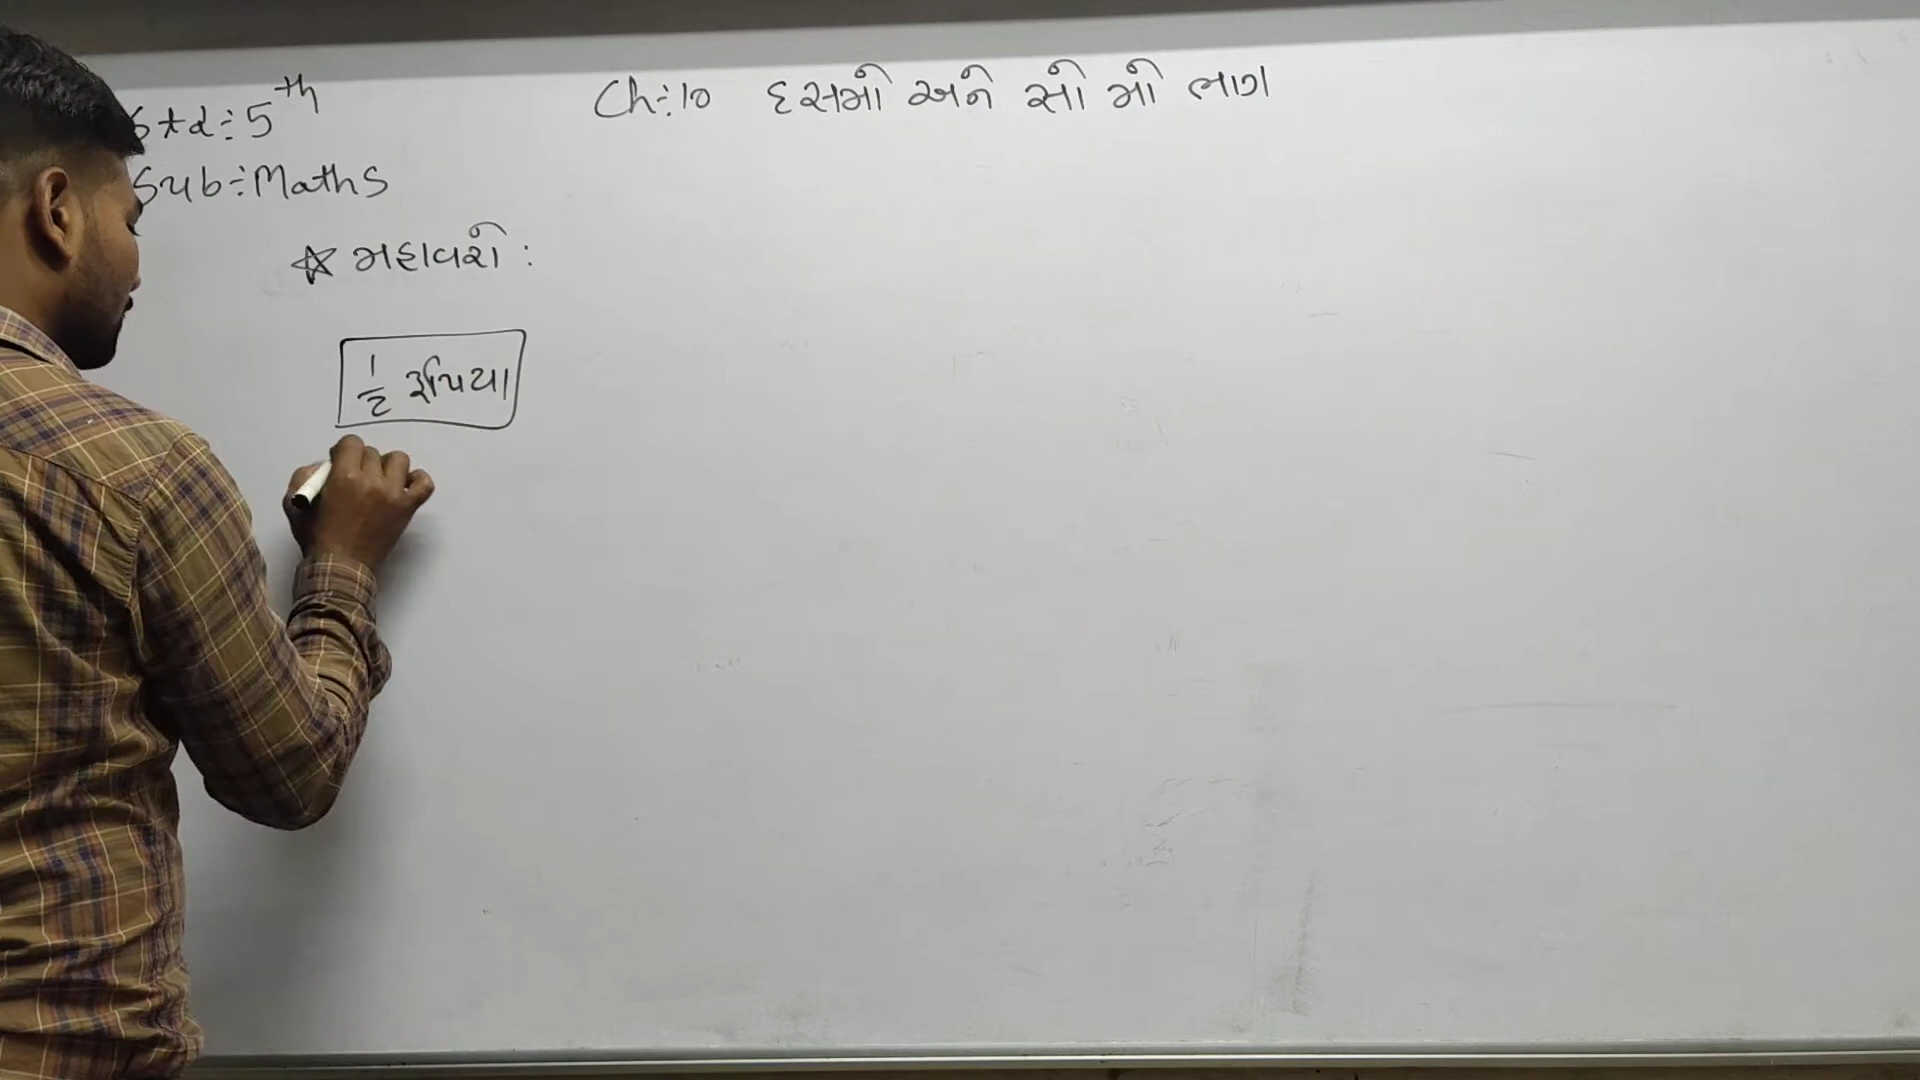 Std:- 5th
Ch:-10 દસમો અને સો મો ભાગ
Sub:- Maths
☆ મહાવરો :
1/2 રૂપિયા